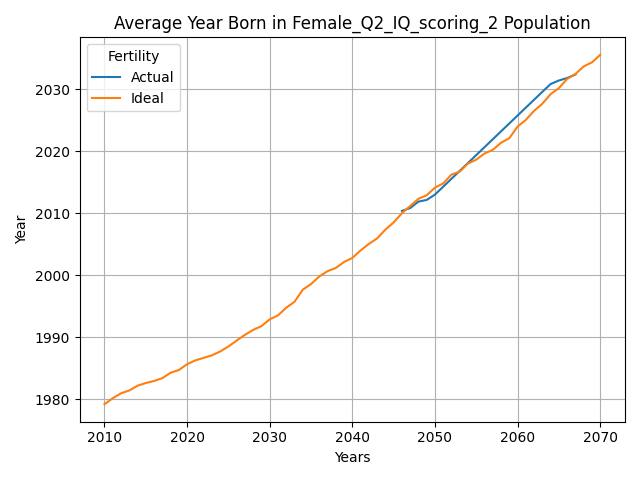 Average Year Born in Female_Q2_IQ_scoring_2 Population
Fertility
Actual
Ideal
Year
2030
2020
2010
2000
1990
1980
2010 2020 2030 2040 2050 2060 2070
Years